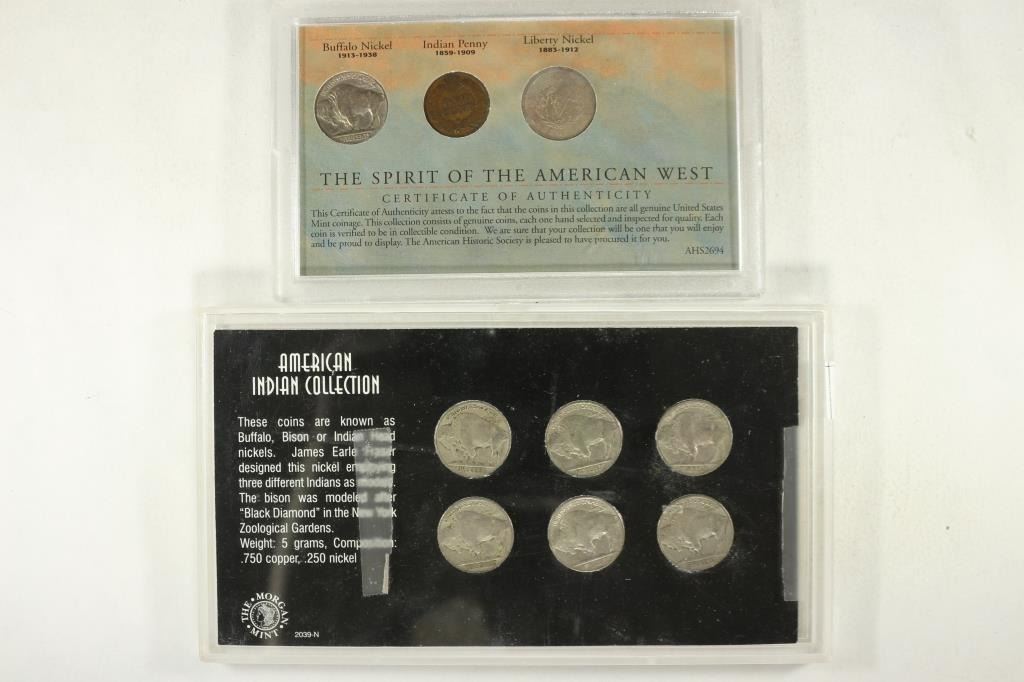 Buffalo Nickel
1913-1938
Indian Penny
1859-1909
Liberty Nickel
1883-1912
THE SPIRIT OF THE AMERICAN WEST
CERTIFICATE OF AUTHENTICITY
This Certificate of Authenticity attests to the fact that the coins in this collection are all genuine United States
Mint coinage. This collection consists of genuine coins, each one hand selected and inspected for quality. Each
coin is verified to be in collectible condition. We are sure that your collection will be one that you will enjoy
and be proud to display. The American Historic Society is pleased to have procured it for you.
AHS2694
AMERICAN
INDIAN COLLECTION
These coins are known as
Buffalo, Bison or Indian Head
nickels. James Earle Fraser
designed this nickel employing
three different Indians as models.
The bison was modeled after
"Black Diamond" in the New York
Zoological Gardens.
Weight: 5 grams, Composition:
.750 copper, .250 nickel
THE • MORGAN • MINT
2039-N